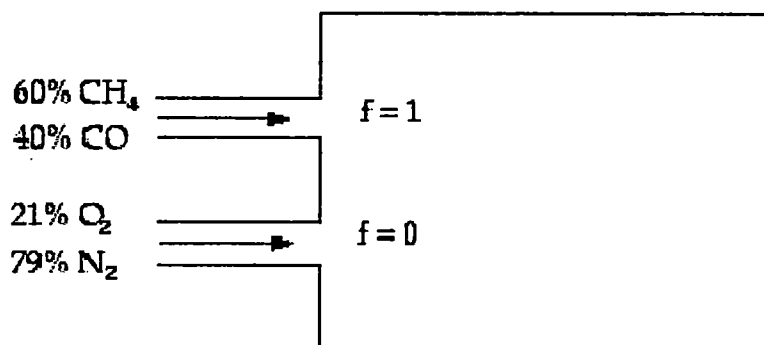 60% CH₄
f = 1
40% CO
21% O₂
f = 0
79% N₂